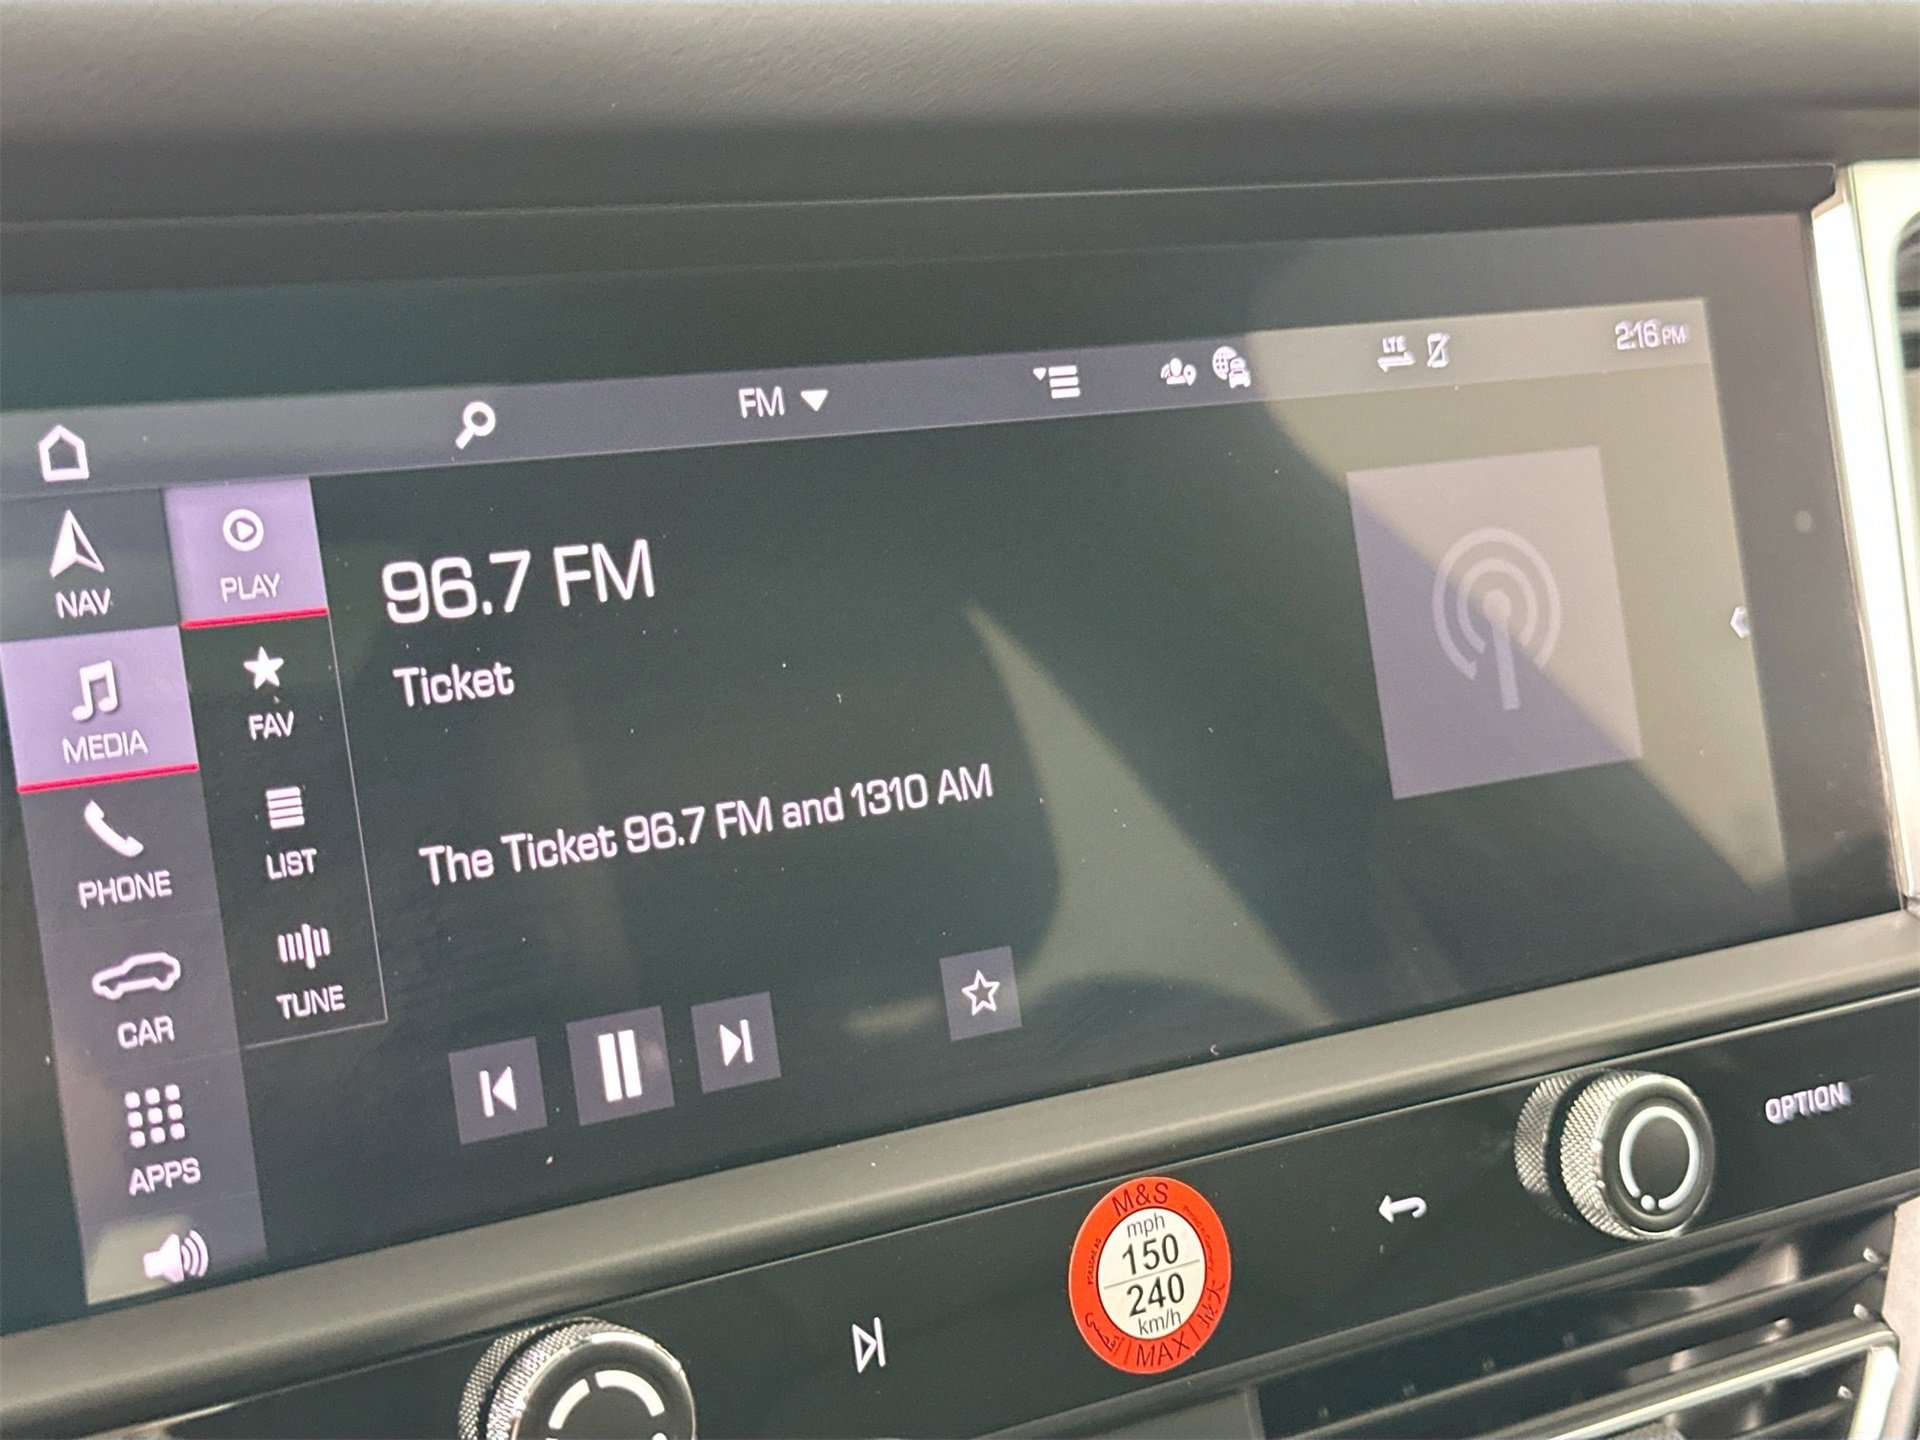 FM
LTE
2:16 PM
NAV
PLAY
96.7 FM
Ticket
MEDIA
FAV
The Ticket 96.7 FM and 1310 AM
PHONE
LIST
CAR
TUNE
APPS
OPTION
M&S
mph
150
240
km/h
MAX